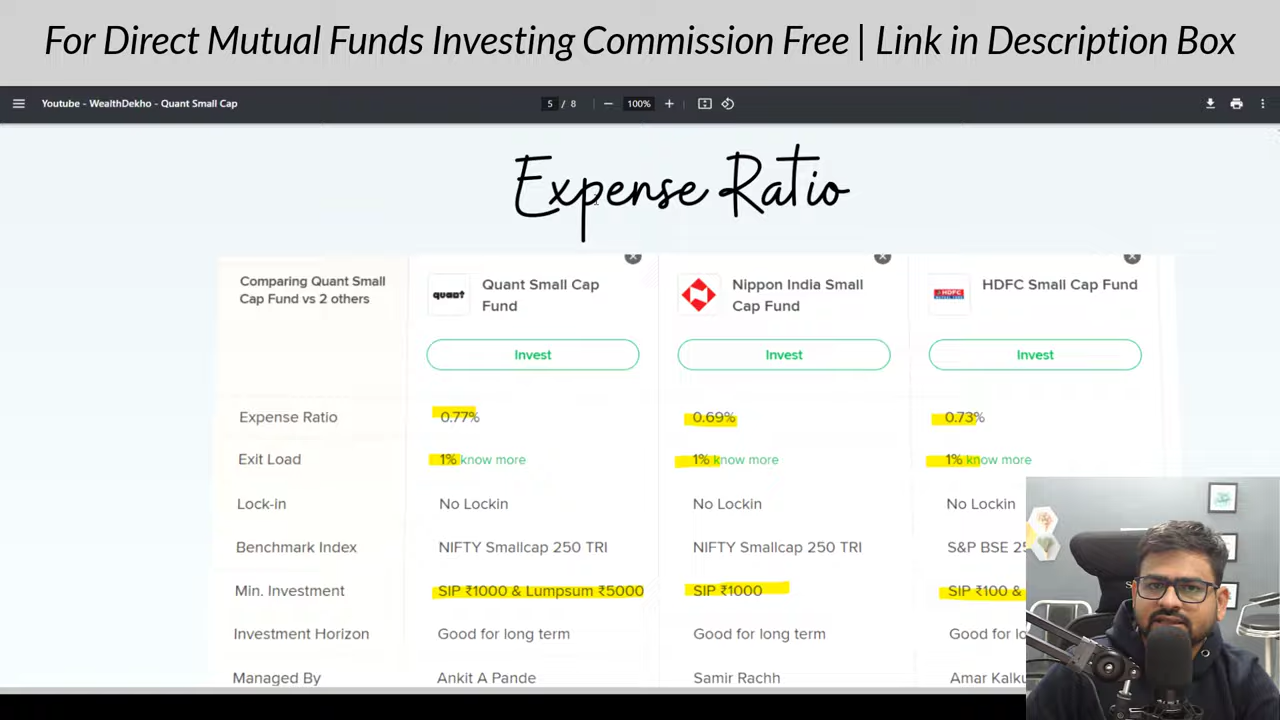 For Direct Mutual Funds Investing Commission Free | Link in Description Box
Youtube - WealthDekho - Quant Small Cap
5 / 8
100%
Expense Ratio
Comparing Quant Small Cap Fund vs 2 others
quant
Quant Small Cap Fund
Nippon India Small Cap Fund
HDFC
HDFC Small Cap Fund
Invest
Invest
Invest
Expense Ratio 0.77% 0.69% 0.73%
Exit Load 1% know more 1% know more 1% know more
Lock-in No Lockin No Lockin No Lockin
Benchmark Index NIFTY Smallcap 250 TRI NIFTY Smallcap 250 TRI S&P BSE 25
Min. Investment SIP ₹1000 & Lumpsum ₹5000 SIP ₹1000 SIP ₹100 &
Investment Horizon Good for long term Good for long term Good for lo
Managed By Ankit A Pande Samir Rachh Amar Kalku